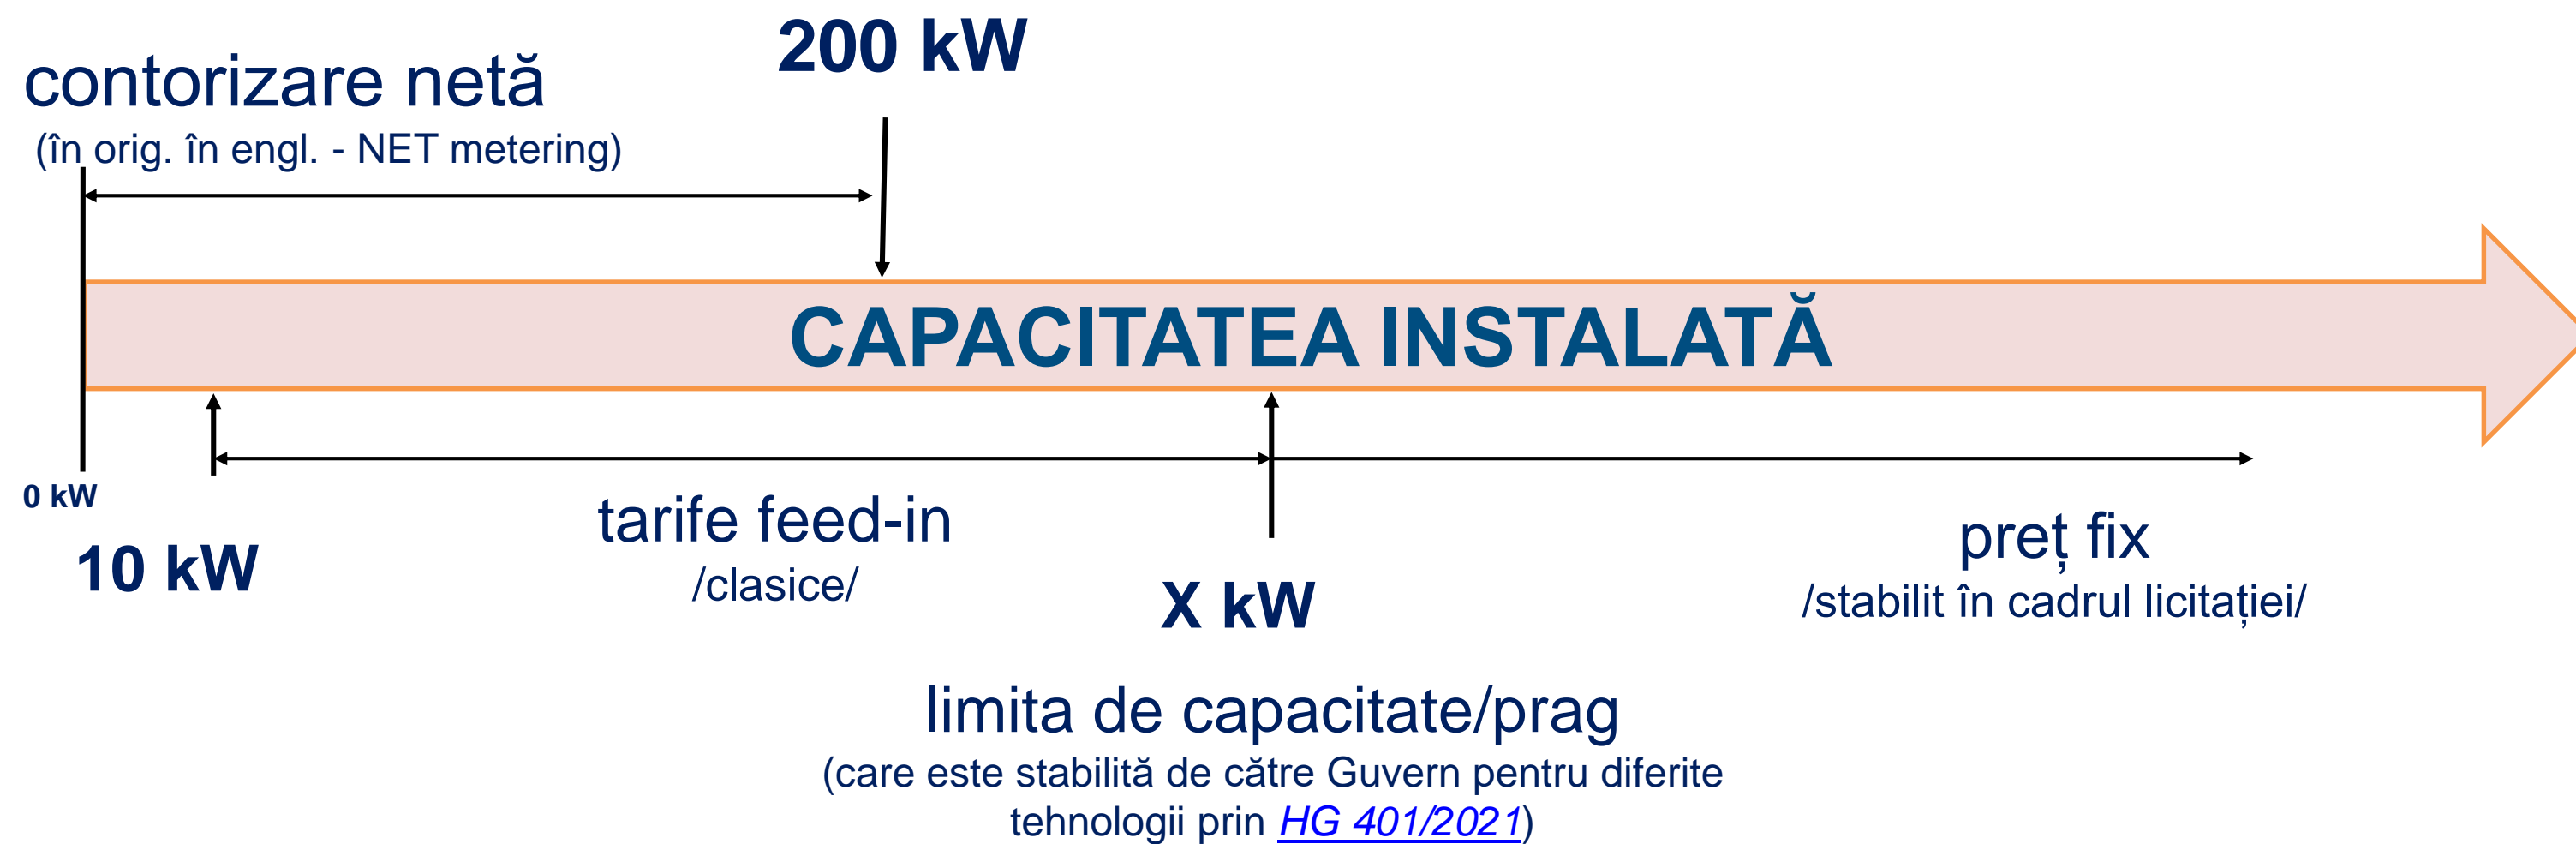 200 kW
contorizare netă
(în orig. în engl. - NET metering)
CAPACITATEA INSTALATĂ
0 kW
10 kW
tarife feed-in
/clasice/
X kW
preț fix
/stabilit în cadrul licitației/
limita de capacitate/prag
(care este stabilită de către Guvern pentru diferite
tehnologii prin HG 401/2021)